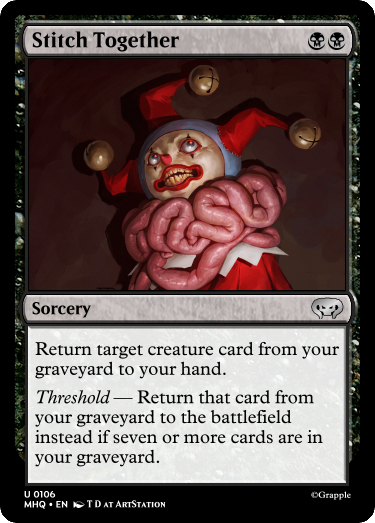 Stitch Together
Sorcery
Return target creature card from your
graveyard to your hand.
Threshold — Return that card from
your graveyard to the battlefield
instead if seven or more cards are in
your graveyard.
U 0106
MHQ • EN T D AT ARTSTATION
©Grapple